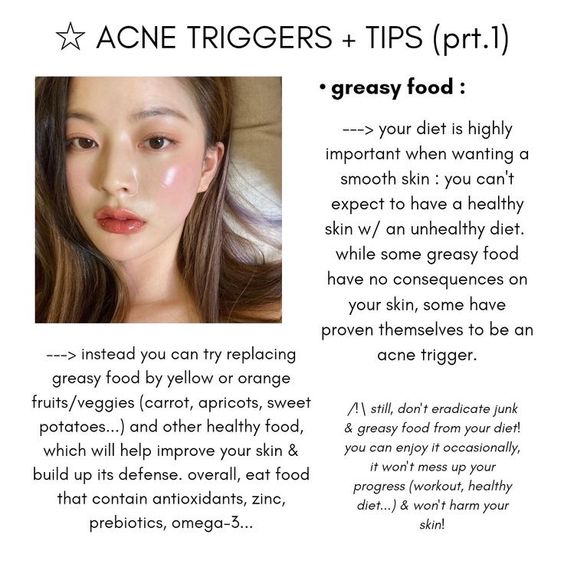 ☆ ACNE TRIGGERS + TIPS (prt.1)
• greasy food :
---> your diet is highly
important when wanting a
smooth skin : you can't
expect to have a healthy
skin w/ an unhealthy diet.
while some greasy food
have no consequences on
your skin, some have
proven themselves to be an
acne trigger.
---> instead you can try replacing
greasy food by yellow or orange
fruits/veggies (carrot, apricots, sweet
potatoes...) and other healthy food,
which will help improve your skin &
build up its defense. overall, eat food
that contain antioxidants, zinc,
prebiotics, omega-3...
/!\ still, don't eradicate junk
& greasy food from your diet!
you can enjoy it occasionally,
it won't mess up your
progress (workout, healthy
diet...) & won't harm your
skin!